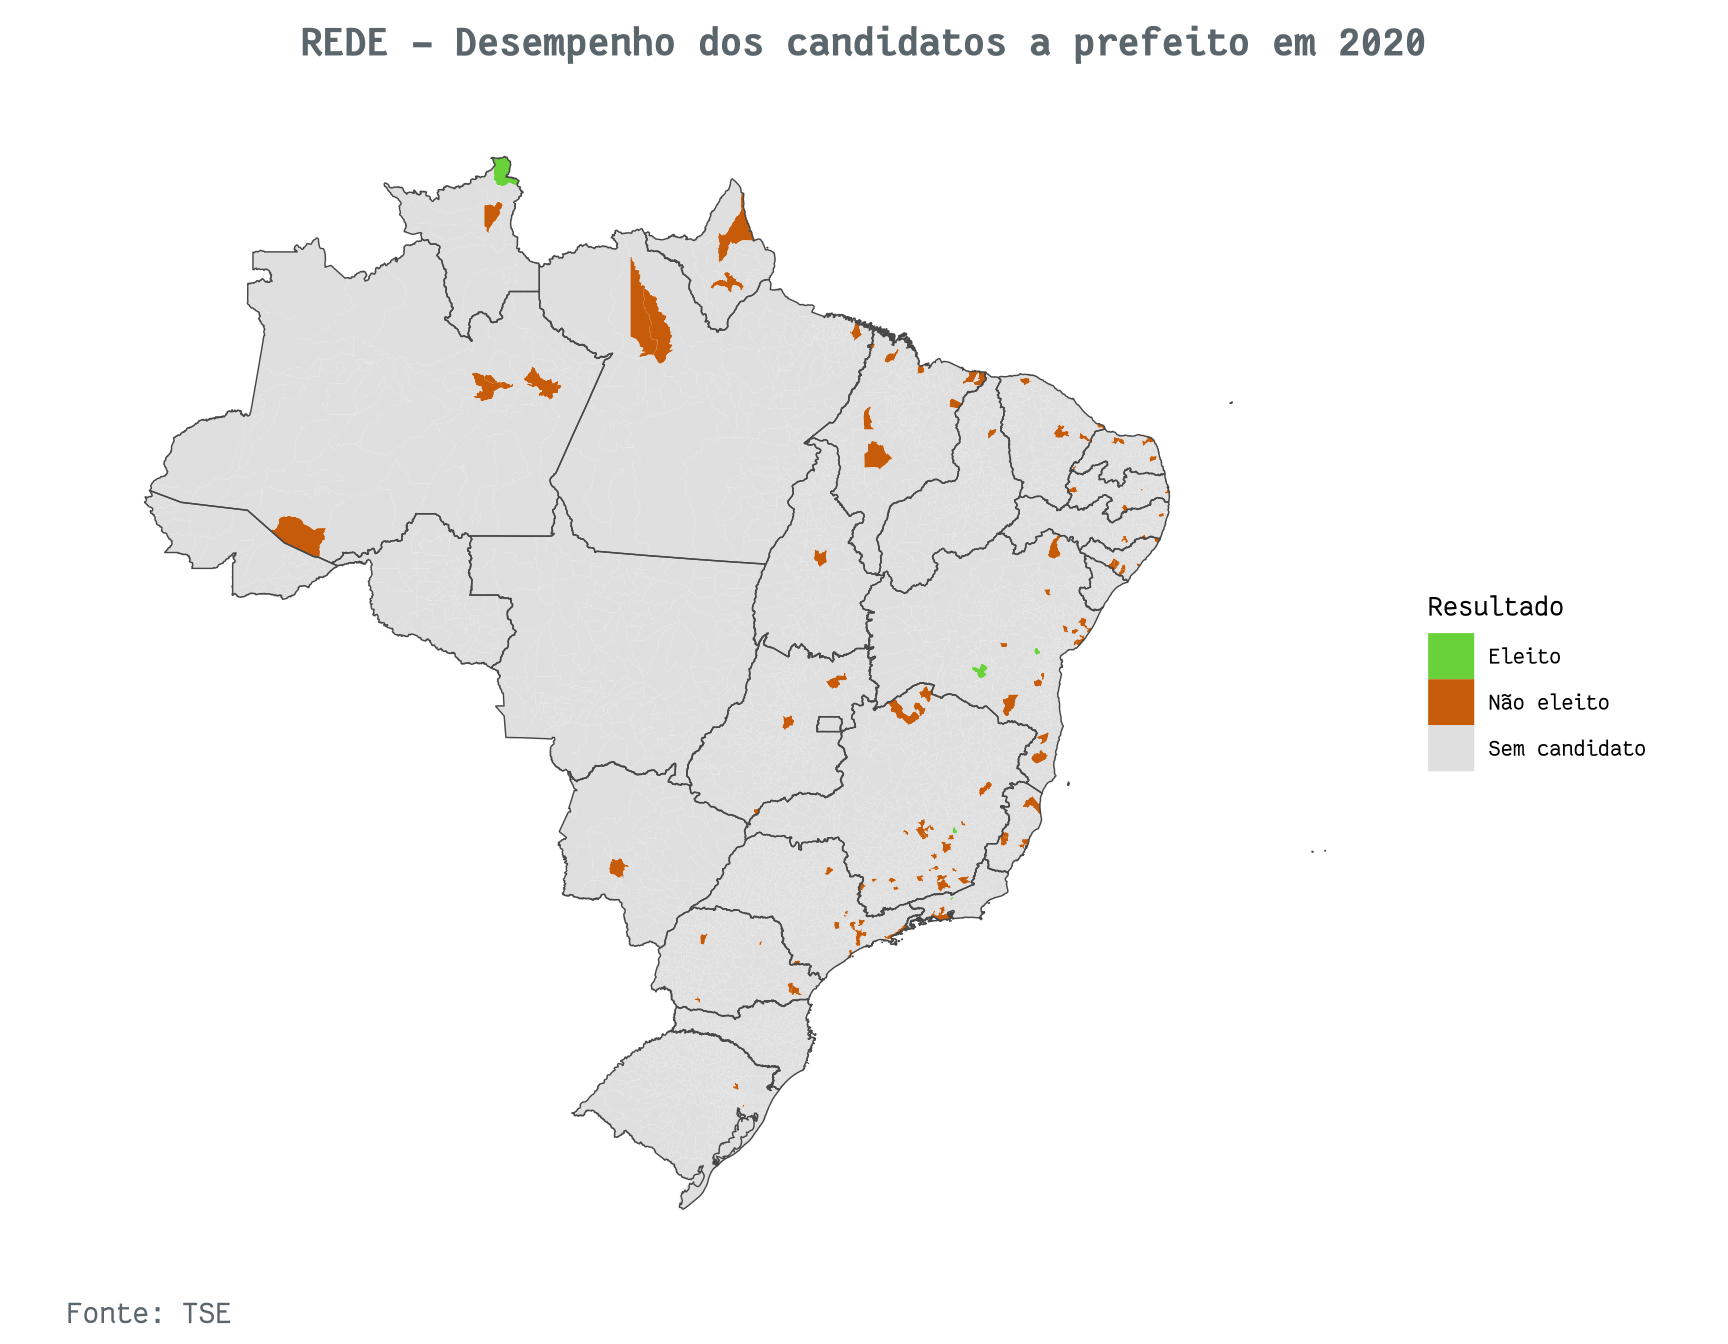 REDE – Desempenho dos candidatos a prefeito em 2020
Resultado
Eleito
Não eleito
Sem candidato
Fonte: TSE